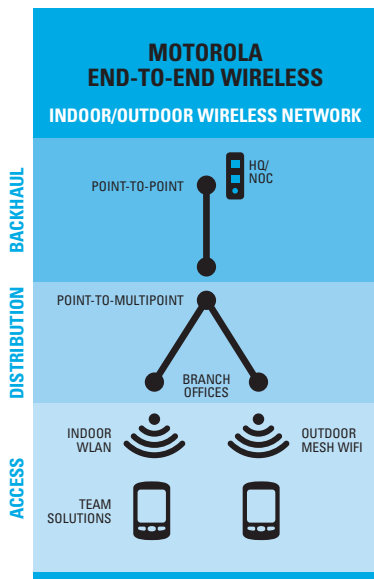 MOTOROLA
END-TO-END WIRELESS
INDOOR/OUTDOOR WIRELESS NETWORK
BACKHAUL
POINT-TO-POINT
HQ/
NOC
DISTRIBUTION
POINT-TO-MULTIPOINT
BRANCH
OFFICES
ACCESS
INDOOR
WLAN
OUTDOOR
MESH WIFI
TEAM
SOLUTIONS